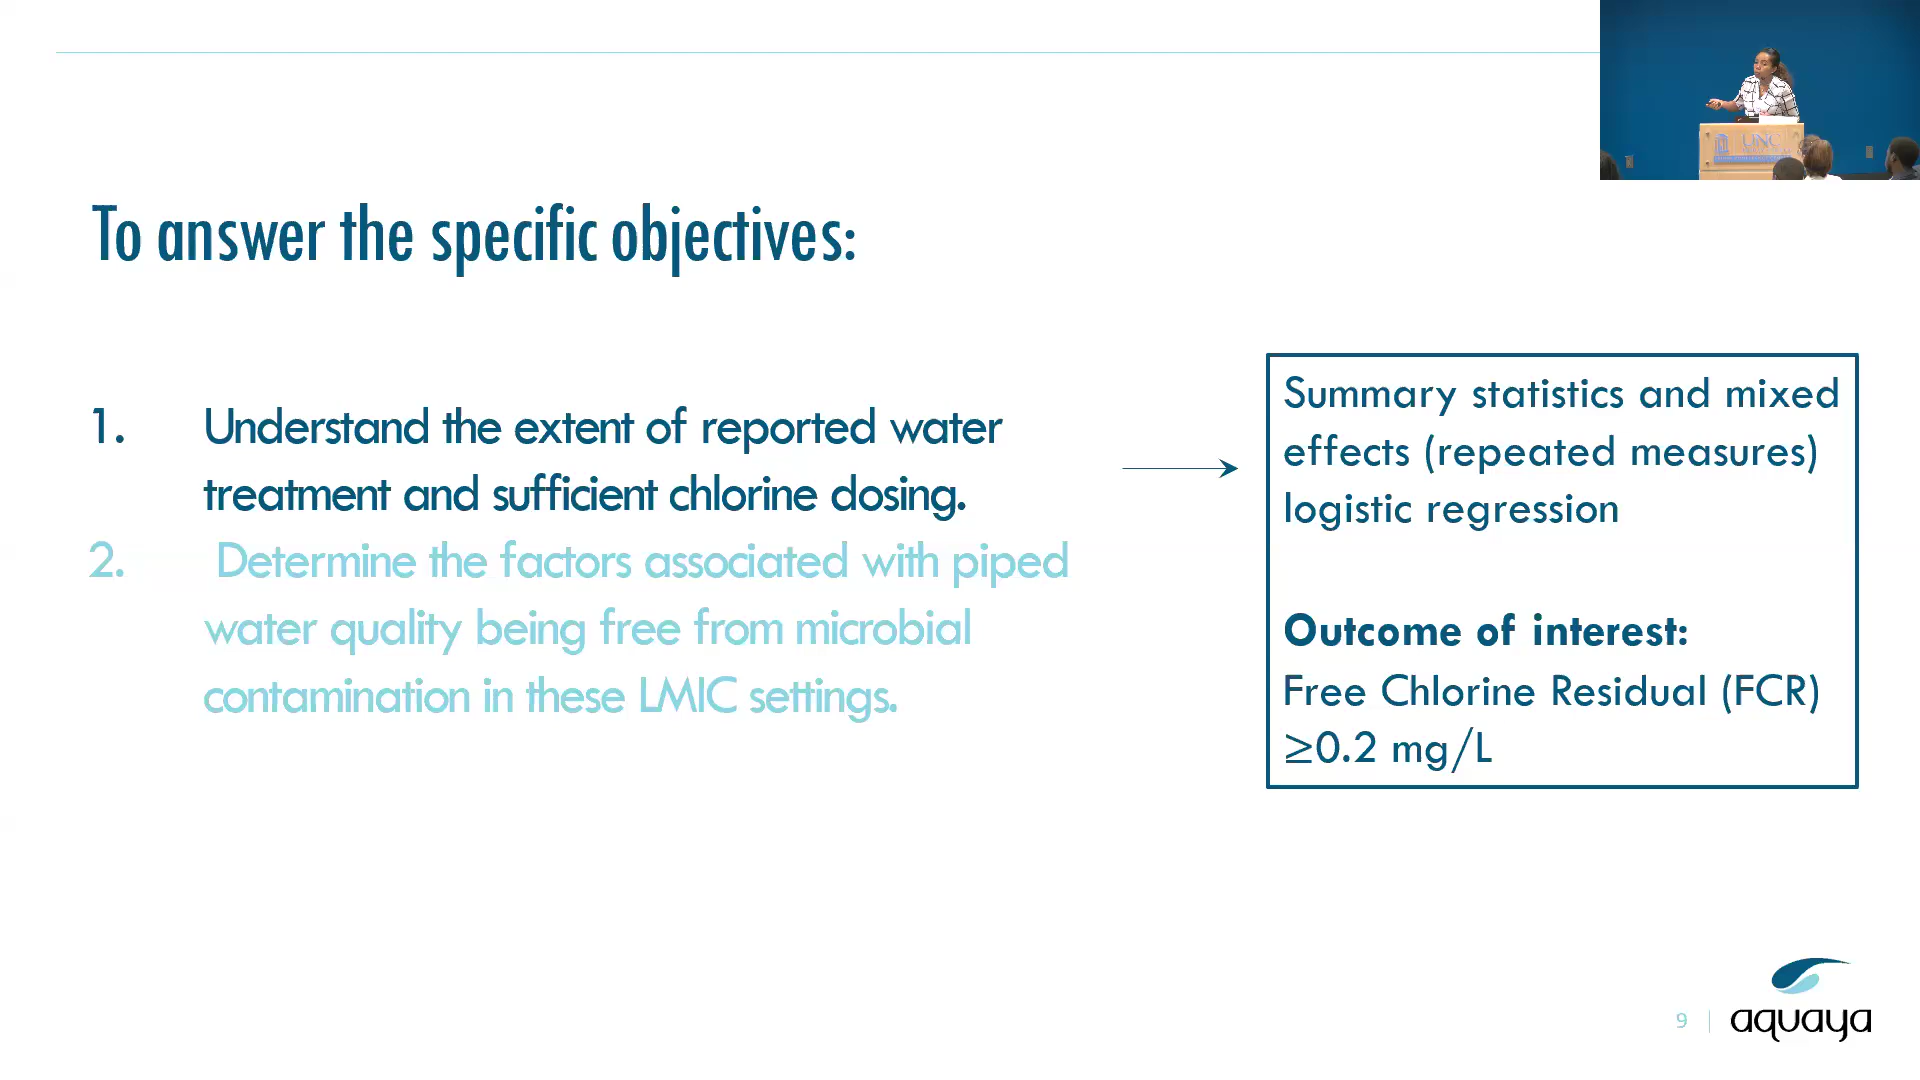 To answer the specific objectives:
1. Understand the extent of reported water
treatment and sufficient chlorine dosing.
2. Determine the factors associated with piped
water quality being free from microbial
contamination in these LMIC settings.
Summary statistics and mixed
effects (repeated measures)
logistic regression
Outcome of interest:
Free Chlorine Residual (FCR)
≥0.2 mg/L
UNC
9
aquaya